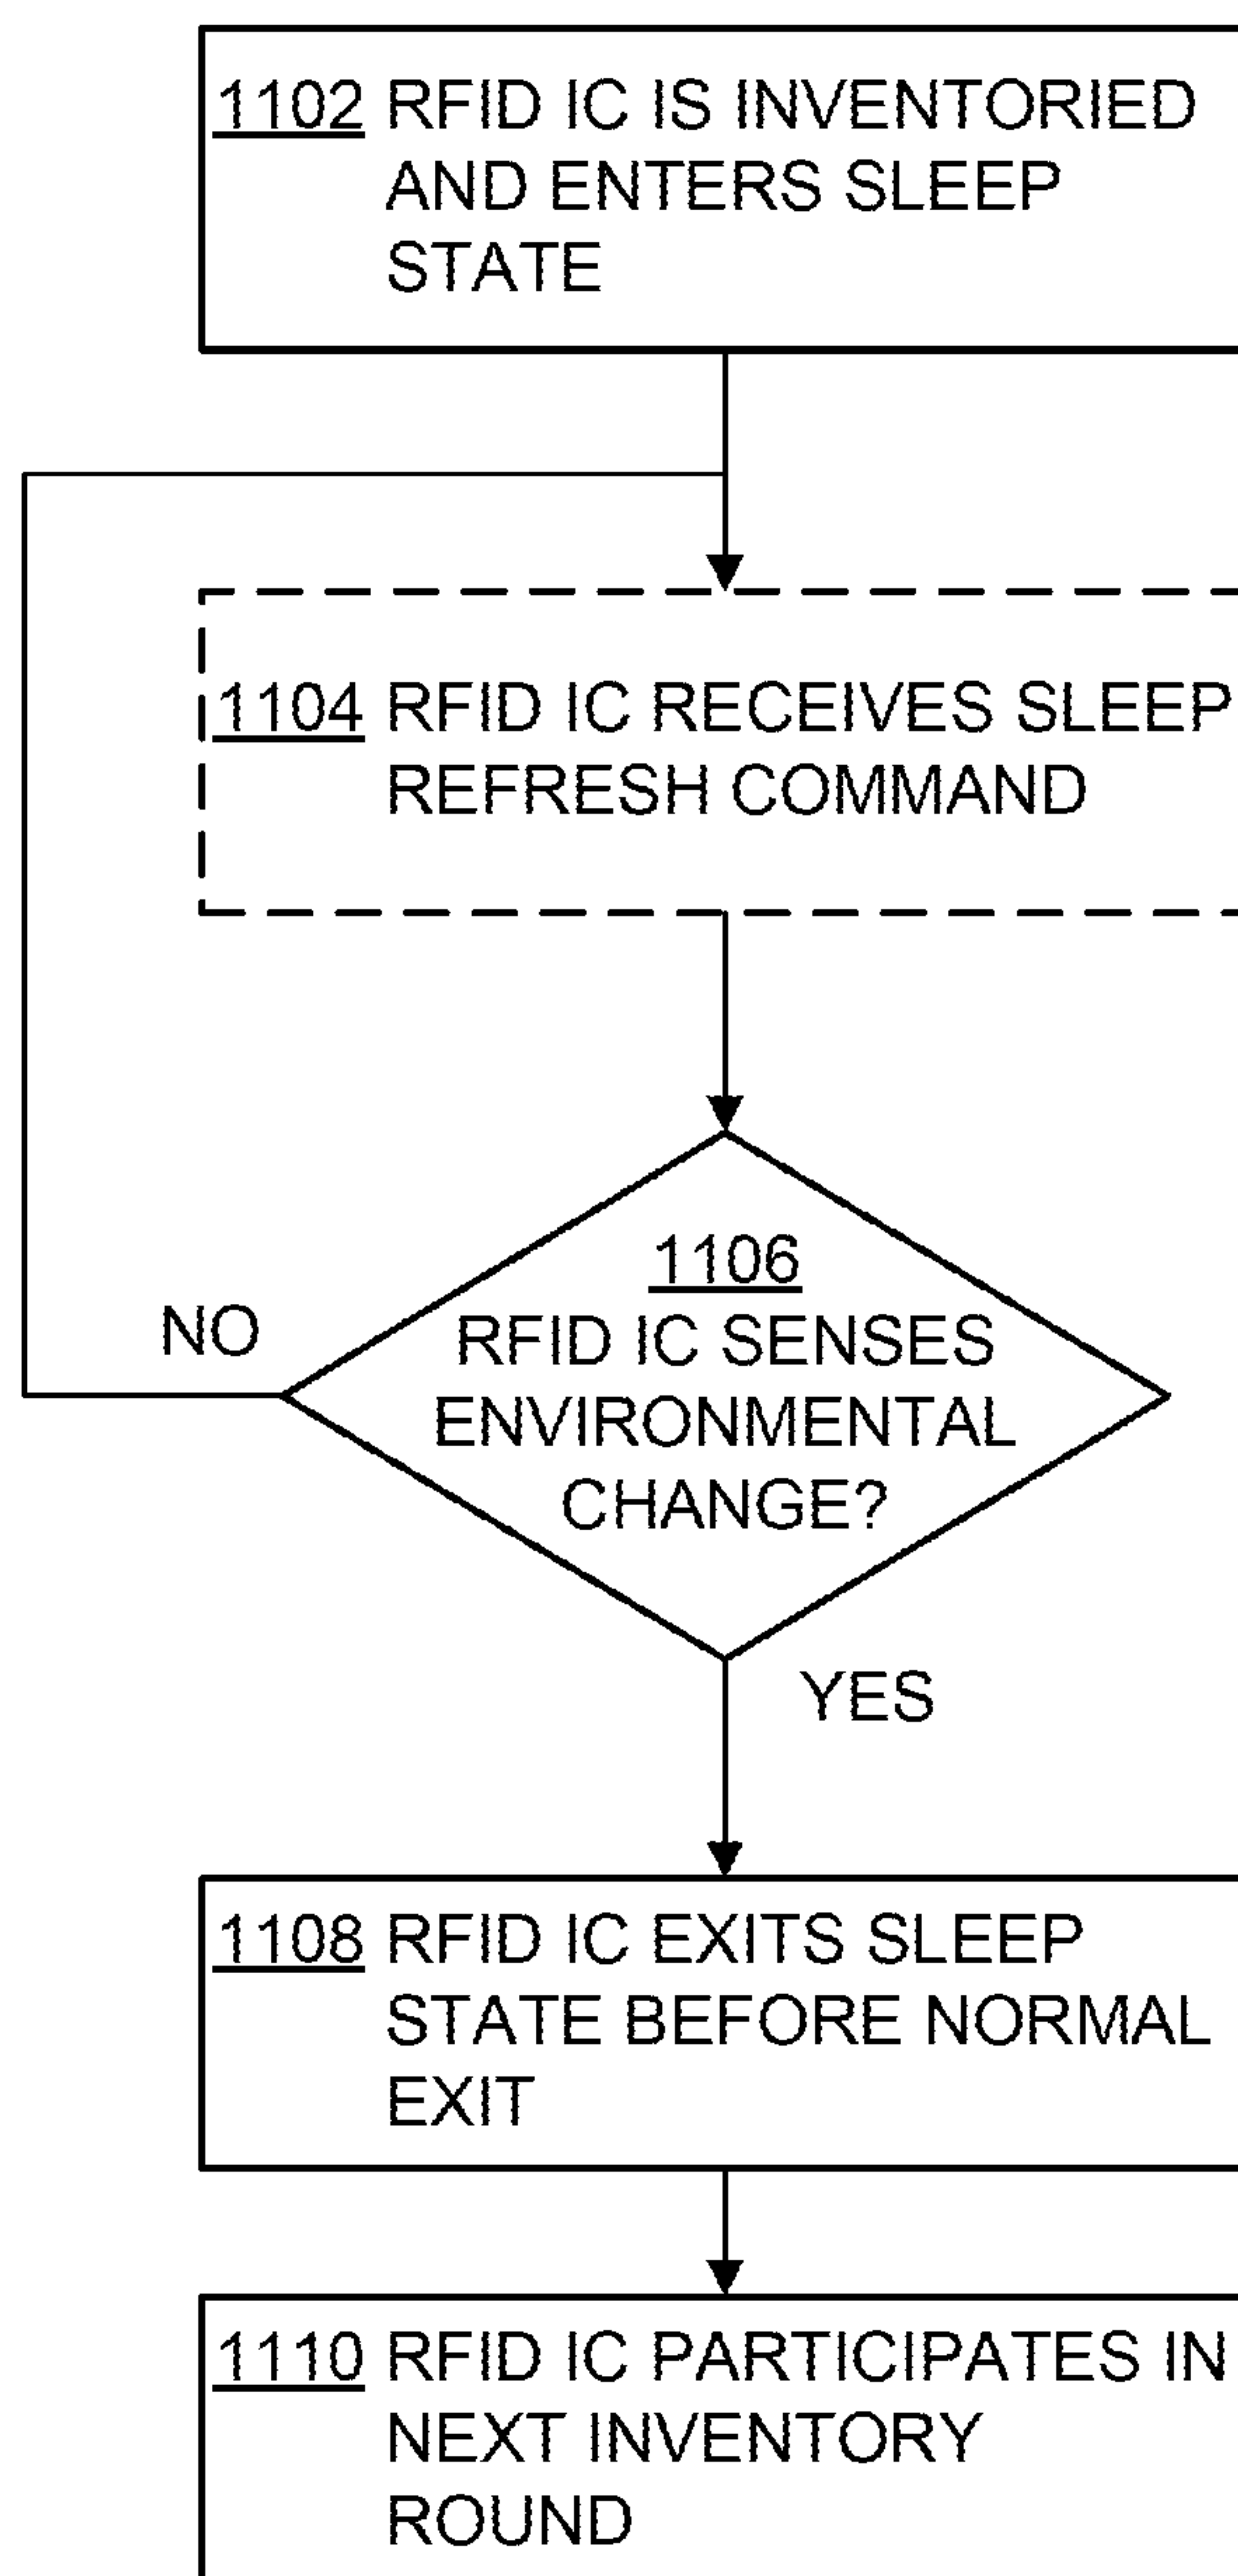 1102 RFID IC IS INVENTORIED
AND ENTERS SLEEP
STATE
1104 RFID IC RECEIVES SLEEP
REFRESH COMMAND
1106
RFID IC SENSES
ENVIRONMENTAL
CHANGE?
NO
YES
1108 RFID IC EXITS SLEEP
STATE BEFORE NORMAL
EXIT
1110 RFID IC PARTICIPATES IN
NEXT INVENTORY
ROUND